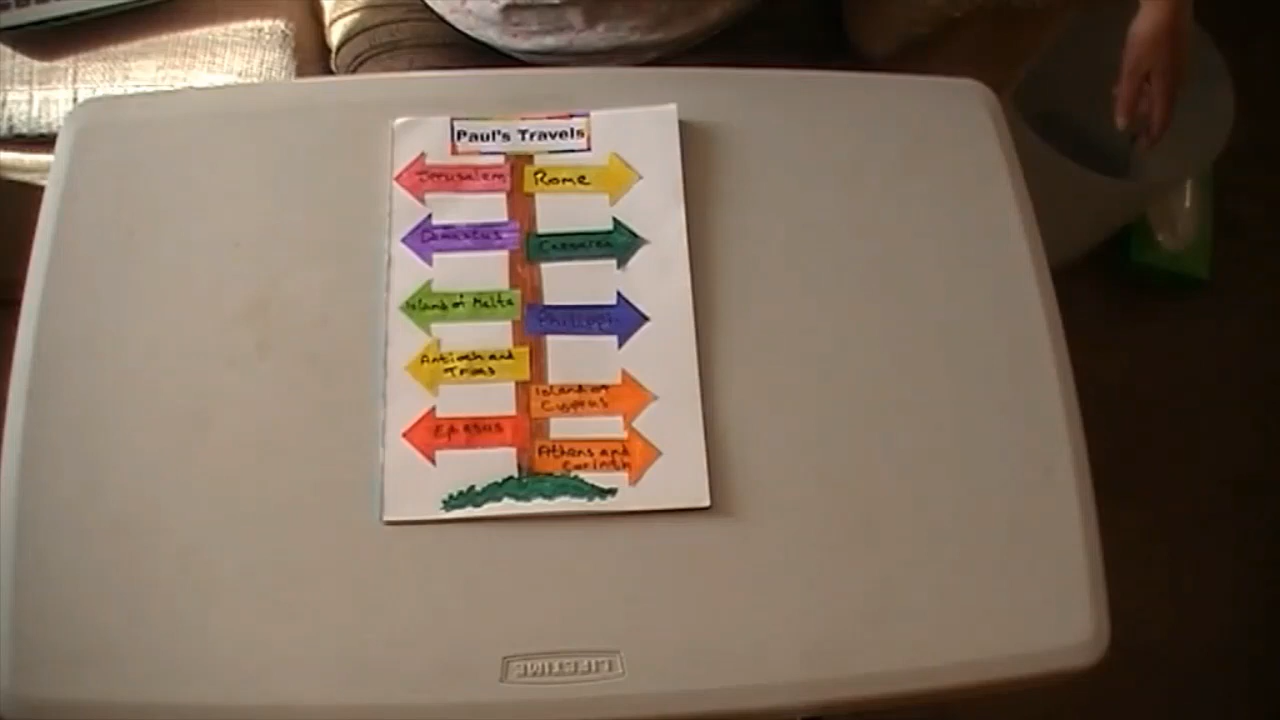 Paul's Travels
Jerusalem
Rome
Damascus
Caesarea
Island of Malta
Philippi
Antioch and
Troas
Island of
Cyprus
Ephesus
Athens and
Corinth
LIFETIME